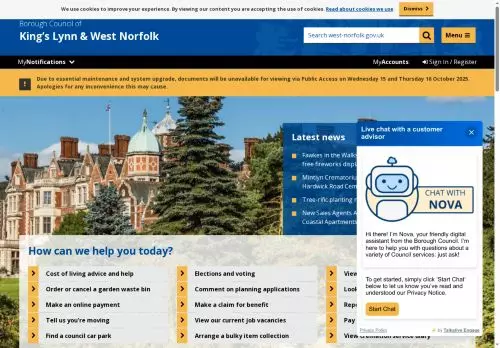 We use cookies to improve your experience. By viewing our content you are accepting the use of cookies. Read about cookies we use
Dismiss
Borough Council of
King's Lynn & West Norfolk
Search west-norfolk.gov.uk
Menu
MyNotifications
MyAccounts
Sign In / Register
Due to essential maintenance and system upgrade, documents will be unavailable for viewing via Public Access on Wednesday 15 and Thursday 16 October 2025.
Apologies for any inconvenience this may cause.
Latest news
Fawkes in the Walks
free fireworks displ
Mintlyn Crematoriu
Hardwick Road Cem
Tree-rific planting r
New Sales Agents A
Coastal Apartments
Live chat with a customer
advisor
CHAT WITH
NOVA
Hi there! I'm Nova, your friendly digital
assistant from the Borough Council. I'm
here to help you with questions about a
variety of Council services: just ask!
To get started, simply click 'Start Chat'
below to let us know you've read and
understood our Privacy Notice.
Start Chat
Privacy Policy
by Talkative Engage
How can we help you today?
Cost of living advice and help
Elections and voting
View
Order or cancel a garden waste bin
Comment on planning applications
Look
Make an online payment
Make a claim for benefit
Repo
Tell us you're moving
View our current job vacancies
Pay
Find a council car park
Arrange a bulky item collection
View crematorium service diary